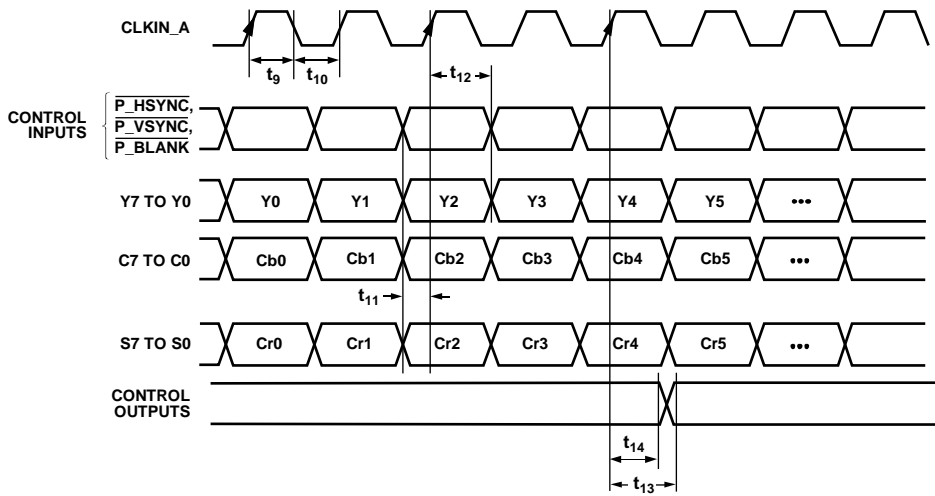 CLKIN_A
t9
t10
t12
CONTROL INPUTS
P_HSYNC,
P_VSYNC,
P_BLANK
Y7 TO Y0
Y0 Y1 Y2 Y3 Y4 Y5 •••
C7 TO C0
Cb0 Cb1 Cb2 Cb3 Cb4 Cb5 •••
t11
S7 TO S0
Cr0 Cr1 Cr2 Cr3 Cr4 Cr5 •••
CONTROL
OUTPUTS
t14
t13